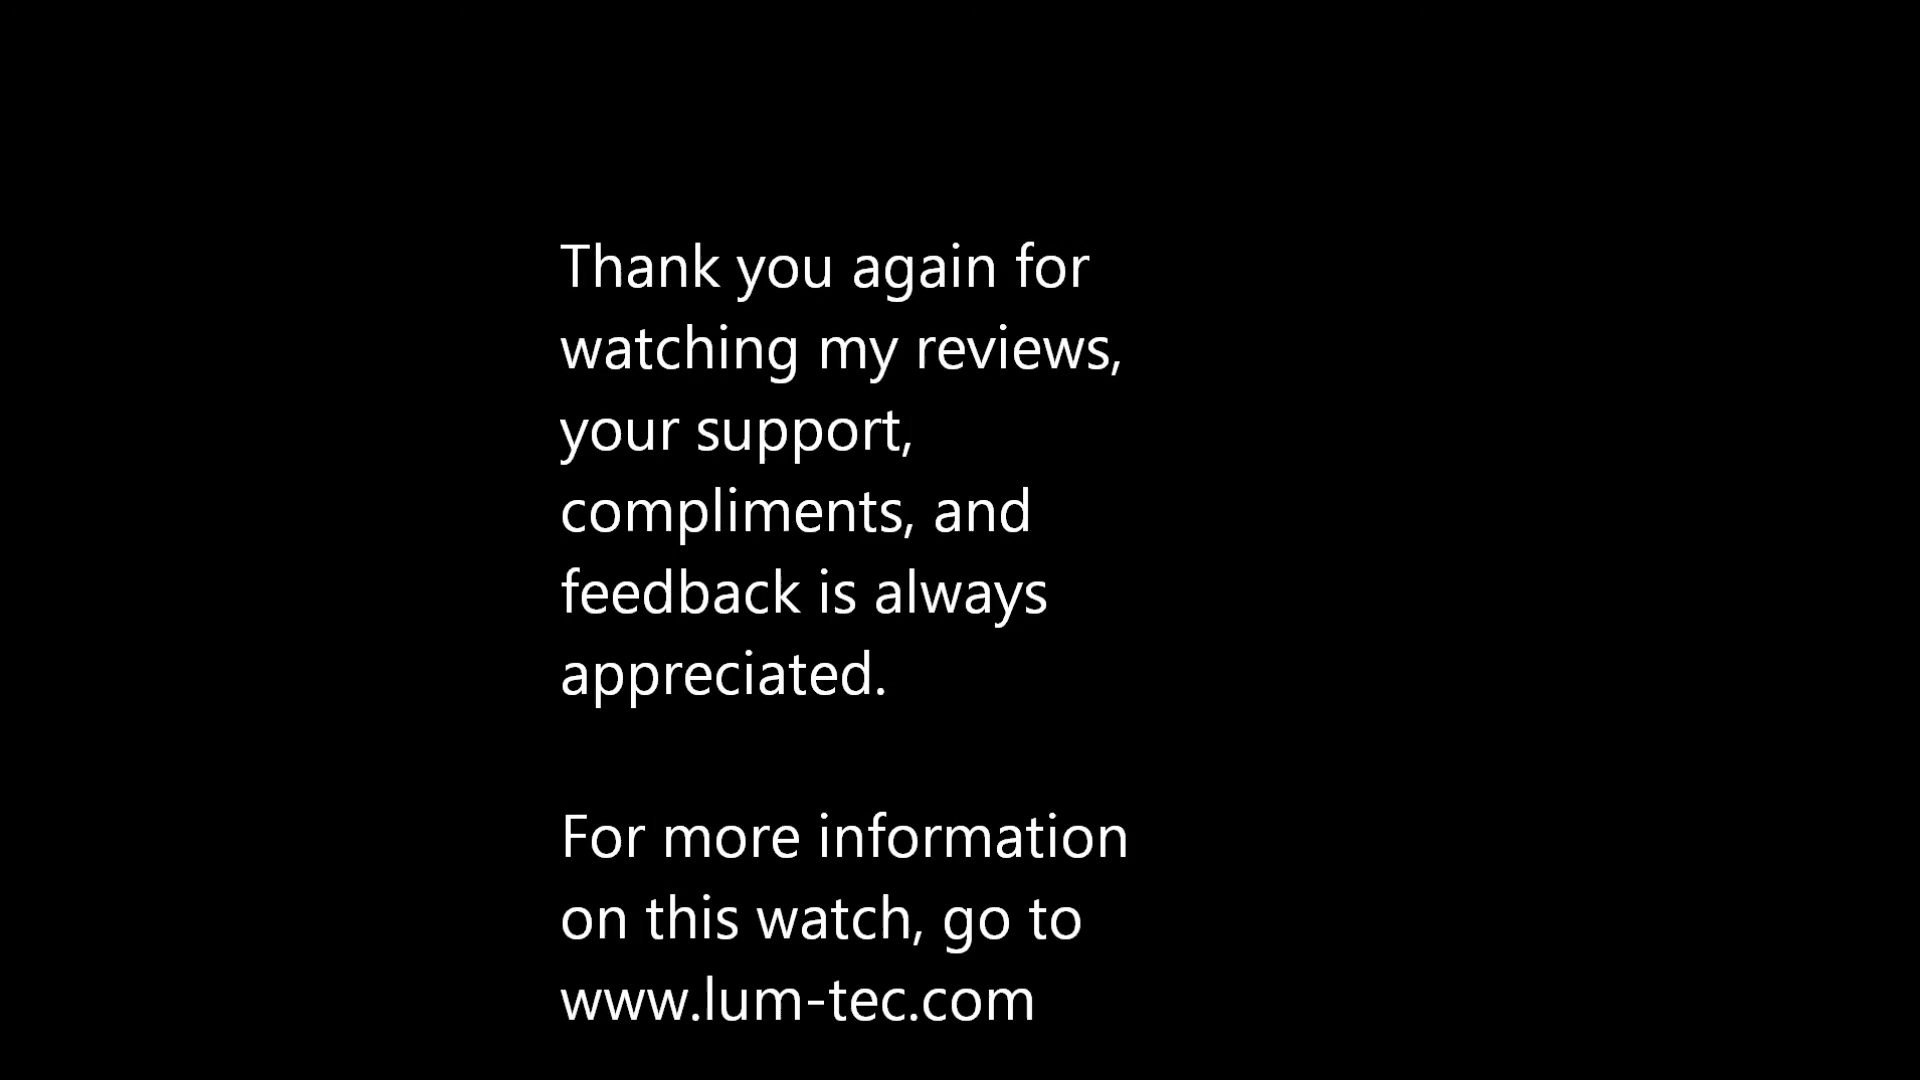 Thank you again for
watching my reviews,
your support,
compliments, and
feedback is always
appreciated.
For more information
on this watch, go to
www.lum-tec.com